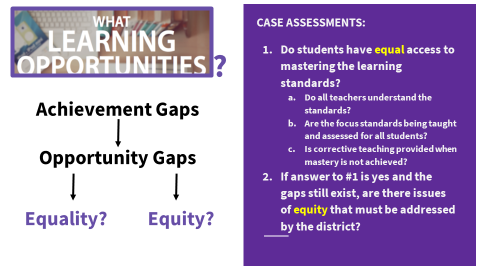 WHAT
LEARNING
OPPORTUNITIES
?
Achievement Gaps
Opportunity Gaps
Equality?
Equity?
CASE ASSESSMENTS:
1. Do students have equal access to
mastering the learning
standards?
a. Do all teachers understand the
standards?
b. Are the focus standards being taught
and assessed for all students?
c. Is corrective teaching provided when
mastery is not achieved?
2. If answer to #1 is yes and the
gaps still exist, are there issues
of equity that must be addressed
by the district?